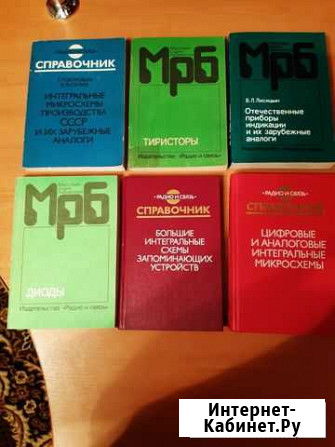 РАДИО И СВЯЗЬ
СПРАВОЧНИК
ИНТЕГРАЛЬНЫЕ
МИКРОСХЕМЫ
ПРОИЗВОДСТВА
СССР
И ИХ ЗАРУБЕЖНЫЕ
АНАЛОГИ
Мрб
ТИРИСТОРЫ
Издательство «Радио и связь»
Мрб
Б.Л. Лисицын
Отечественные
приборы
индикации
и их зарубежные
аналоги
Мрб
ДИОДЫ
Издательство «Радио и связь»
РАДИО И СВЯЗЬ
СПРАВОЧНИК
БОЛЬШИЕ
ИНТЕГРАЛЬНЫЕ
СХЕМЫ
ЗАПОМИНАЮЩИХ
УСТРОЙСТВ
РАДИО И СВЯЗЬ
СПРАВОЧНИК
ЦИФРОВЫЕ
И АНАЛОГОВЫЕ
ИНТЕГРАЛЬНЫЕ
МИКРОСХЕМЫ
Интернет-
Кабинет.Ру